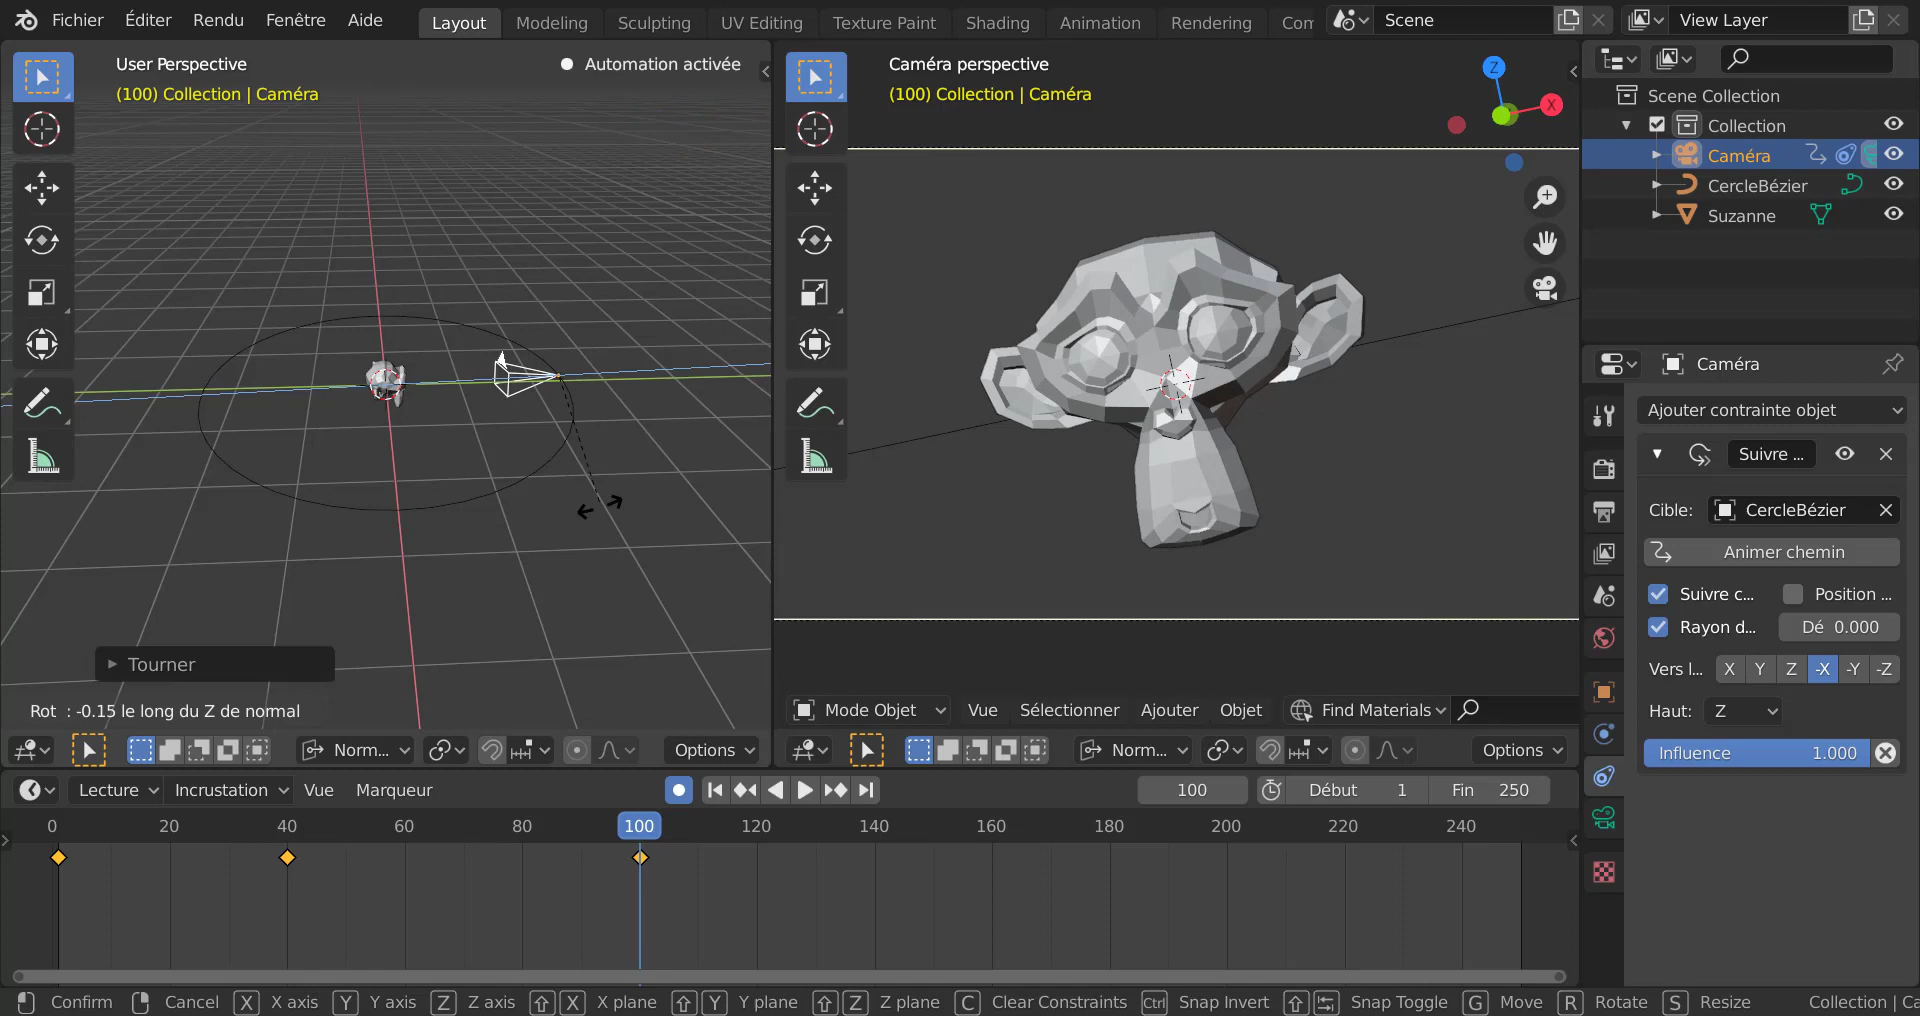 Fichier Éditer Rendu Fenêtre Aide Layout Modeling Sculpting UV Editing Texture Paint Shading Animation Rendering Com Scene View Layer
User Perspective
(100) Collection | Caméra
Automation activée
Caméra perspective
(100) Collection | Caméra
Z
X
Tourner
Rot : -0.15 le long du Z de normal
Mode Objet Vue Sélectionner Ajouter Objet Find Materials
Norm... Options
Norm... Options
Scene Collection
Collection
Caméra
CercleBézier
Suzanne
Caméra
Ajouter contrainte objet
Suivre ...
Cible: CercleBézier
Animer chemin
Suivre c... Position ...
Rayon d... Dé 0.000
Vers l... X Y Z -X -Y -Z
Haut: Z
Influence 1.000
Lecture Incrustation Vue Marqueur 100 Début 1 Fin 250
0 20 40 60 80 100 120 140 160 180 200 220 240
Confirm Cancel X X axis Y Y axis Z Z axis X X plane Y Y plane Z Z plane C Clear Constraints Ctrl Snap Invert Snap Toggle G Move R Rotate S Resize Collection | Ca